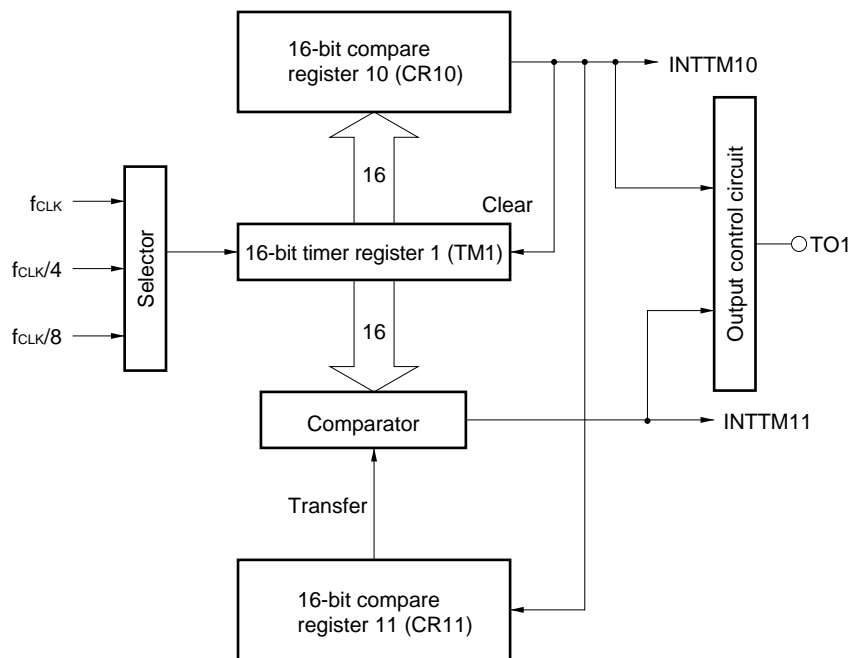 16-bit compare
register 10 (CR10)
INTTM10
16
Clear
fCLK
fCLK/4
fCLK/8
Selector
16-bit timer register 1 (TM1)
Output control circuit
TO1
16
Comparator
INTTM11
Transfer
16-bit compare
register 11 (CR11)